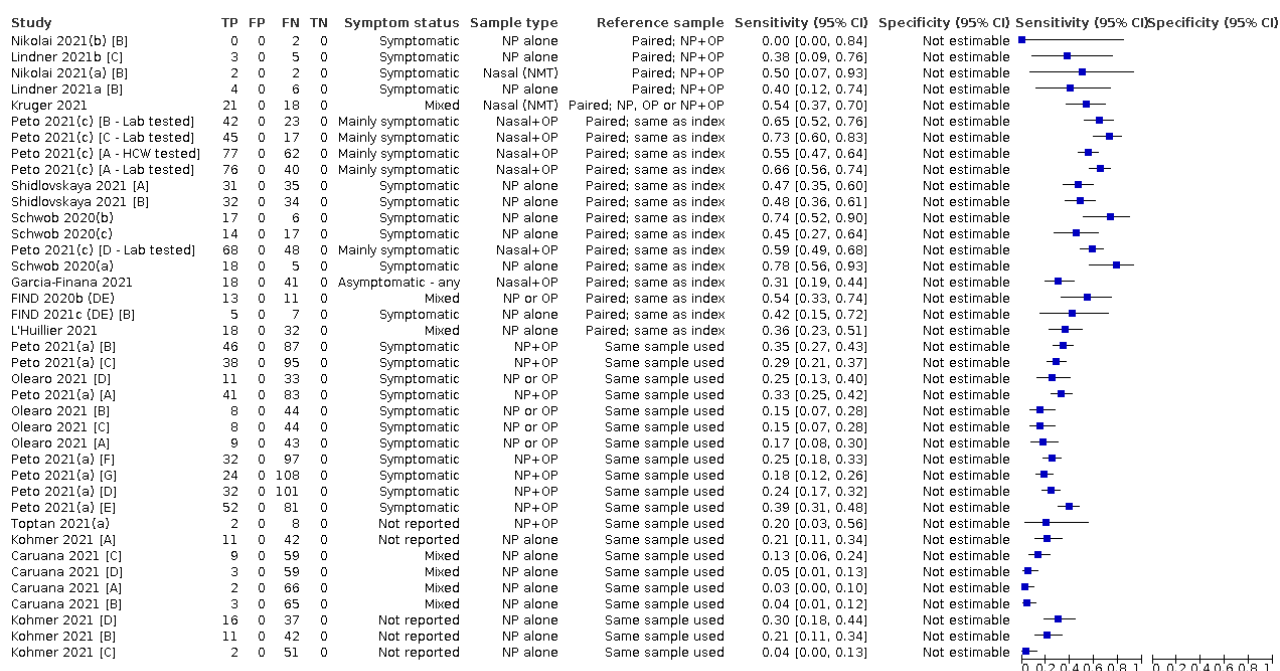 Study TP FP FN TN Symptom status Sample type Reference sample Sensitivity (95% CI) Specificity (95% CI) Sensitivity (95% CI) Specificity (95% CI)
Nikolai 2021(b) [B] 0 0 2 0 Symptomatic NP alone Paired; NP+OP 0.00 [0.00, 0.84] Not estimable
Lindner 2021b [C] 3 0 5 0 Symptomatic NP alone Paired; NP+OP 0.38 [0.09, 0.76] Not estimable
Nikolai 2021(a) [B] 2 0 2 0 Symptomatic Nasal (NMT) Paired; NP+OP 0.50 [0.07, 0.93] Not estimable
Lindner 2021a [B] 4 0 6 0 Symptomatic NP alone Paired; NP+OP 0.40 [0.12, 0.74] Not estimable
Kruger 2021 21 0 18 0 Mixed Nasal (NMT) Paired; NP, OP or NP+OP 0.54 [0.37, 0.70] Not estimable
Peto 2021(c) [B - Lab tested] 42 0 23 0 Mainly symptomatic Nasal+OP Paired; same as index 0.65 [0.52, 0.76] Not estimable
Peto 2021(c) [C - Lab tested] 45 0 17 0 Mainly symptomatic Nasal+OP Paired; same as index 0.73 [0.60, 0.83] Not estimable
Peto 2021(c) [A - HCW tested] 77 0 62 0 Mainly symptomatic Nasal+OP Paired; same as index 0.55 [0.47, 0.64] Not estimable
Peto 2021(c) [A - Lab tested] 76 0 40 0 Mainly symptomatic Nasal+OP Paired; same as index 0.66 [0.56, 0.74] Not estimable
Shidlovskaya 2021 [A] 31 0 35 0 Symptomatic NP alone Paired; same as index 0.47 [0.35, 0.60] Not estimable
Shidlovskaya 2021 [B] 32 0 34 0 Symptomatic NP alone Paired; same as index 0.48 [0.36, 0.61] Not estimable
Schwob 2020(b) 17 0 6 0 Symptomatic NP alone Paired; same as index 0.74 [0.52, 0.90] Not estimable
Schwob 2020(c) 14 0 17 0 Symptomatic NP alone Paired; same as index 0.45 [0.27, 0.64] Not estimable
Peto 2021(c) [D - Lab tested] 68 0 48 0 Mainly symptomatic Nasal+OP Paired; same as index 0.59 [0.49, 0.68] Not estimable
Schwob 2020(a) 18 0 5 0 Symptomatic NP alone Paired; same as index 0.78 [0.56, 0.93] Not estimable
Garcia-Finana 2021 18 0 41 0 Asymptomatic - any Nasal+OP Paired; same as index 0.31 [0.19, 0.44] Not estimable
FIND 2020b (DE) 13 0 11 0 Mixed NP or OP Paired; same as index 0.54 [0.33, 0.74] Not estimable
FIND 2021c (DE) [B] 5 0 7 0 Symptomatic NP alone Paired; same as index 0.42 [0.15, 0.72] Not estimable
L'Huillier 2021 18 0 32 0 Mixed NP alone Paired; same as index 0.36 [0.23, 0.51] Not estimable
Peto 2021(a) [B] 46 0 87 0 Symptomatic NP+OP Same sample used 0.35 [0.27, 0.43] Not estimable
Peto 2021(a) [C] 38 0 95 0 Symptomatic NP+OP Same sample used 0.29 [0.21, 0.37] Not estimable
Olearo 2021 [D] 11 0 33 0 Symptomatic NP or OP Same sample used 0.25 [0.13, 0.40] Not estimable
Peto 2021(a) [A] 41 0 83 0 Symptomatic NP+OP Same sample used 0.33 [0.25, 0.42] Not estimable
Olearo 2021 [B] 8 0 44 0 Symptomatic NP or OP Same sample used 0.15 [0.07, 0.28] Not estimable
Olearo 2021 [C] 8 0 44 0 Symptomatic NP or OP Same sample used 0.15 [0.07, 0.28] Not estimable
Olearo 2021 [A] 9 0 43 0 Symptomatic NP or OP Same sample used 0.17 [0.08, 0.30] Not estimable
Peto 2021(a) [F] 32 0 97 0 Symptomatic NP+OP Same sample used 0.25 [0.18, 0.33] Not estimable
Peto 2021(a) [G] 24 0 108 0 Symptomatic NP+OP Same sample used 0.18 [0.12, 0.26] Not estimable
Peto 2021(a) [D] 32 0 101 0 Symptomatic NP+OP Same sample used 0.24 [0.17, 0.32] Not estimable
Peto 2021(a) [E] 52 0 81 0 Symptomatic NP+OP Same sample used 0.39 [0.31, 0.48] Not estimable
Toptan 2021(a) 2 0 8 0 Not reported NP+OP Same sample used 0.20 [0.03, 0.56] Not estimable
Kohmer 2021 [A] 11 0 42 0 Not reported NP alone Same sample used 0.21 [0.11, 0.34] Not estimable
Caruana 2021 [C] 9 0 59 0 Mixed NP alone Same sample used 0.13 [0.06, 0.24] Not estimable
Caruana 2021 [D] 3 0 59 0 Mixed NP alone Same sample used 0.05 [0.01, 0.13] Not estimable
Caruana 2021 [A] 2 0 66 0 Mixed NP alone Same sample used 0.03 [0.00, 0.10] Not estimable
Caruana 2021 [B] 3 0 65 0 Mixed NP alone Same sample used 0.04 [0.01, 0.12] Not estimable
Kohmer 2021 [D] 16 0 37 0 Not reported NP alone Same sample used 0.30 [0.18, 0.44] Not estimable
Kohmer 2021 [B] 11 0 42 0 Not reported NP alone Same sample used 0.21 [0.11, 0.34] Not estimable
Kohmer 2021 [C] 2 0 51 0 Not reported NP alone Same sample used 0.04 [0.00, 0.13] Not estimable
0 0.2 0.4 0.6 0.8 1 0 0.2 0.4 0.6 0.8 1